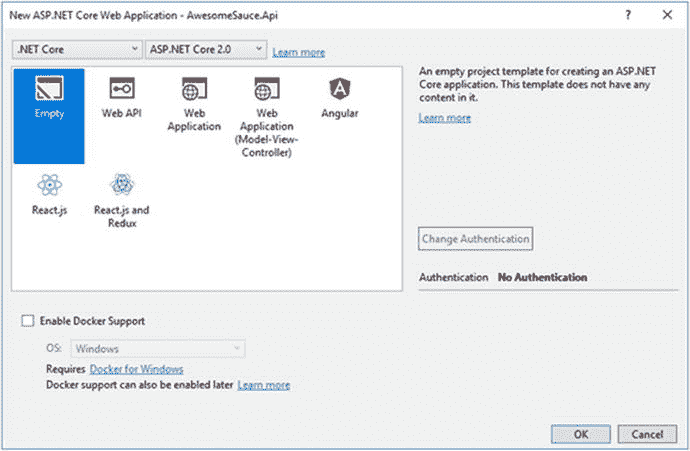 New ASP.NET Core Web Application - AwesomeSauce.Api
.NET Core
ASP.NET Core 2.0
Learn more
Empty
Web API
Web
Application
Web
Application
(Model-View-
Controller)
Angular
React.js
React.js and
Redux
An empty project template for creating an ASP.NET
Core application. This template does not have any
content in it.
Learn more
Change Authentication
Authentication No Authentication
Enable Docker Support
OS: Windows
Requires Docker for Windows
Docker support can also be enabled later Learn more
OK
Cancel